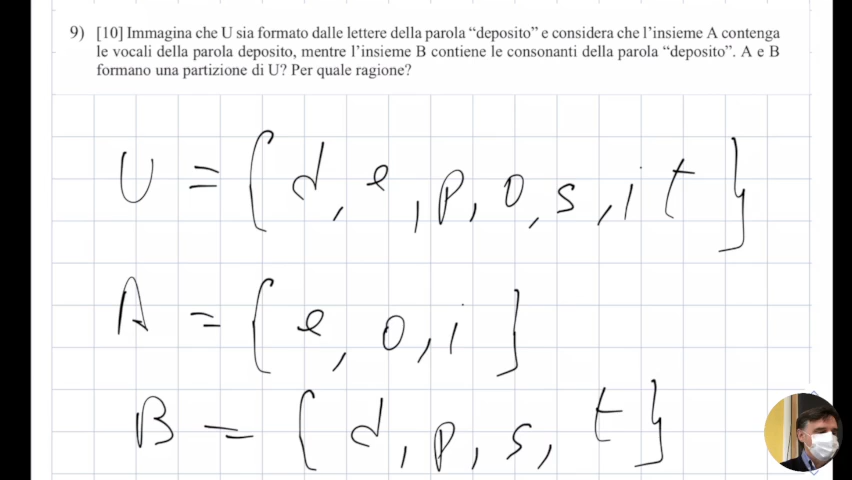 9) [10] Immagina che U sia formato dalle lettere della parola “deposito” e considera che l’insieme A contenga
le vocali della parola deposito, mentre l’insieme B contiene le consonanti della parola “deposito”. A e B
formano una partizione di U? Per quale ragione?
U = { d, e, p, o, s, i t }
A = { e, o, i }
B = { d, p, s, t }